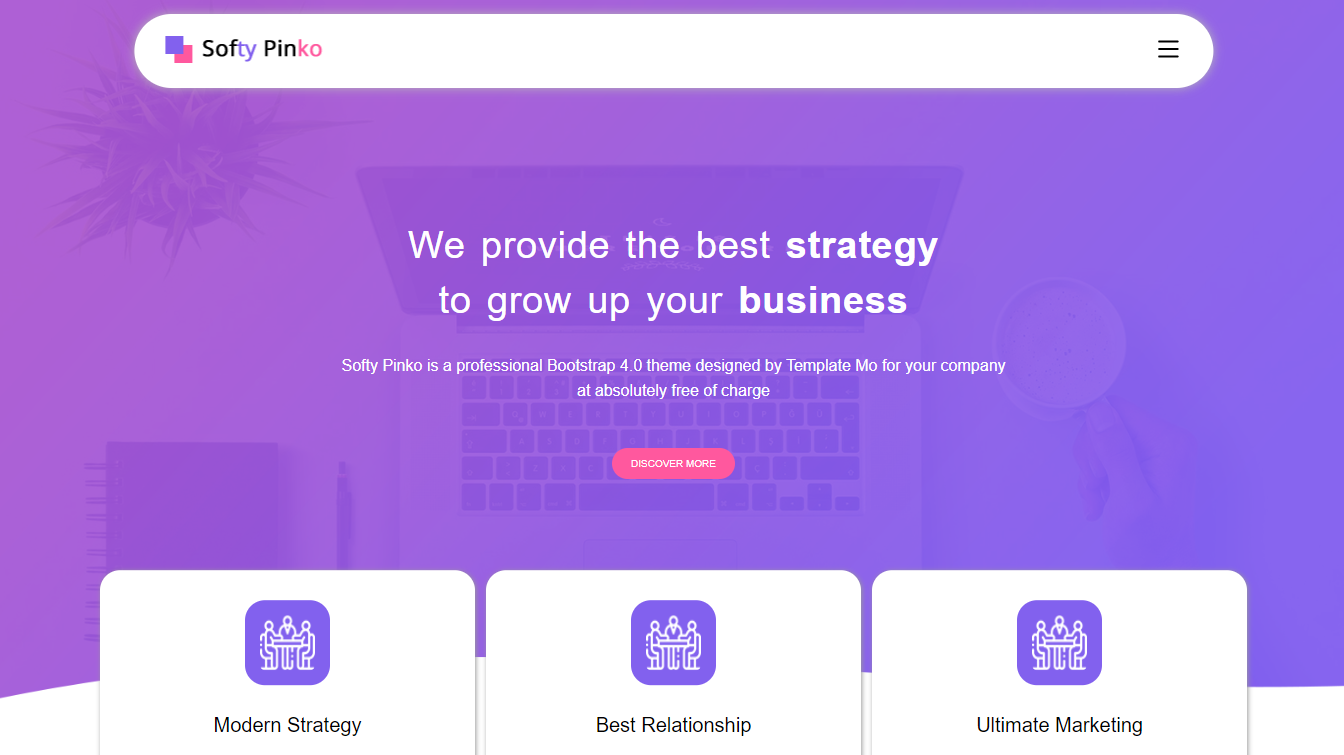 Softy Pinko
We provide the best strategy
to grow up your business
Softy Pinko is a professional Bootstrap 4.0 theme designed by Template Mo for your company
at absolutely free of charge
DISCOVER MORE
Modern Strategy
Best Relationship
Ultimate Marketing